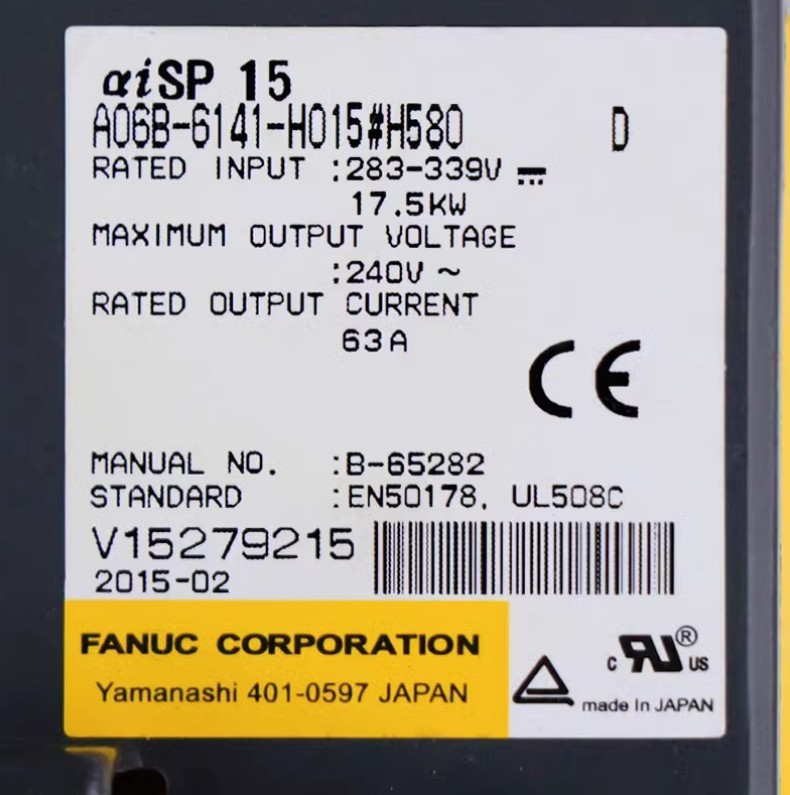 αiSP 15
A06B-6141-H015#H580 D
RATED INPUT :283-339V ⎓
17.5KW
MAXIMUM OUTPUT VOLTAGE
:240V ~
RATED OUTPUT CURRENT
63A
CE
MANUAL NO. :B-65282
STANDARD :EN50178, UL508C
V15279215
2015-02
FANUC CORPORATION
Yamanashi 401-0597 JAPAN
c RU ® US
made In JAPAN